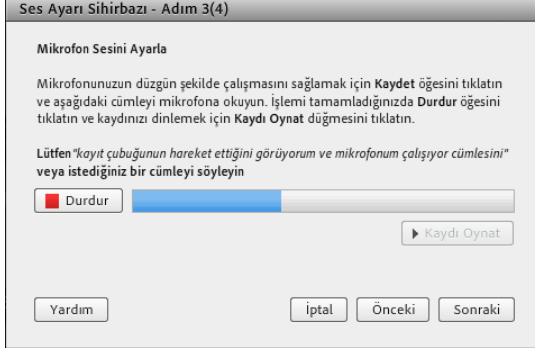 Ses Ayarı Sihirbazı - Adım 3(4)
Mikrofon Sesini Ayarla
Mikrofonunuzun düzgün şekilde çalışmasını sağlamak için Kaydet öğesini tıklatın
ve aşağıdaki cümleyi mikrofona okuyun. İşlemi tamamladığınızda Durdur öğesini
tıklatın ve kaydınızı dinlemek için Kaydı Oynat düğmesini tıklatın.
Lütfen"kayıt çubuğunun hareket ettiğini görüyorum ve mikrofonum çalışıyor cümlesini"
veya istediğiniz bir cümleyi söyleyin
Durdur
Kaydı Oynat
Yardım İptal Önceki Sonraki